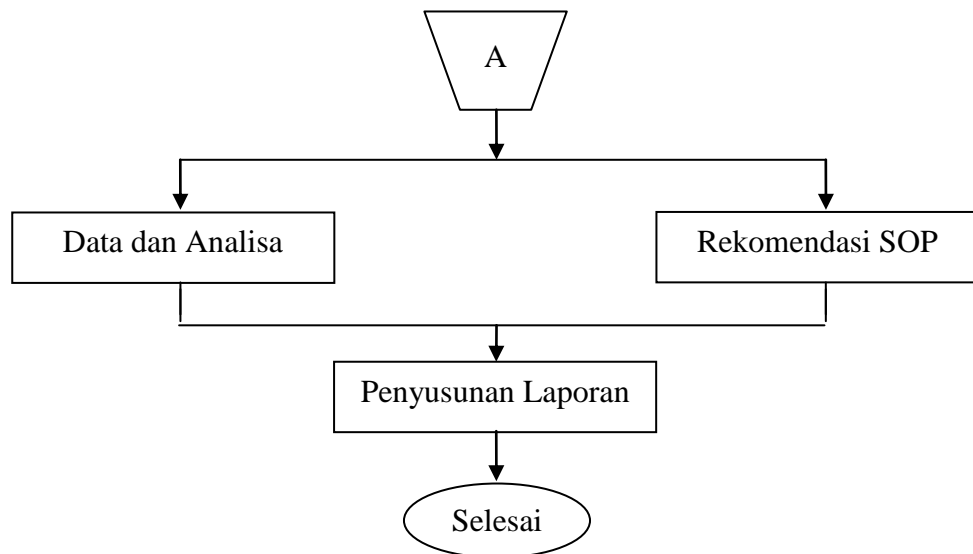 A
Data dan Analisa
Rekomendasi SOP
Penyusunan Laporan
Selesai